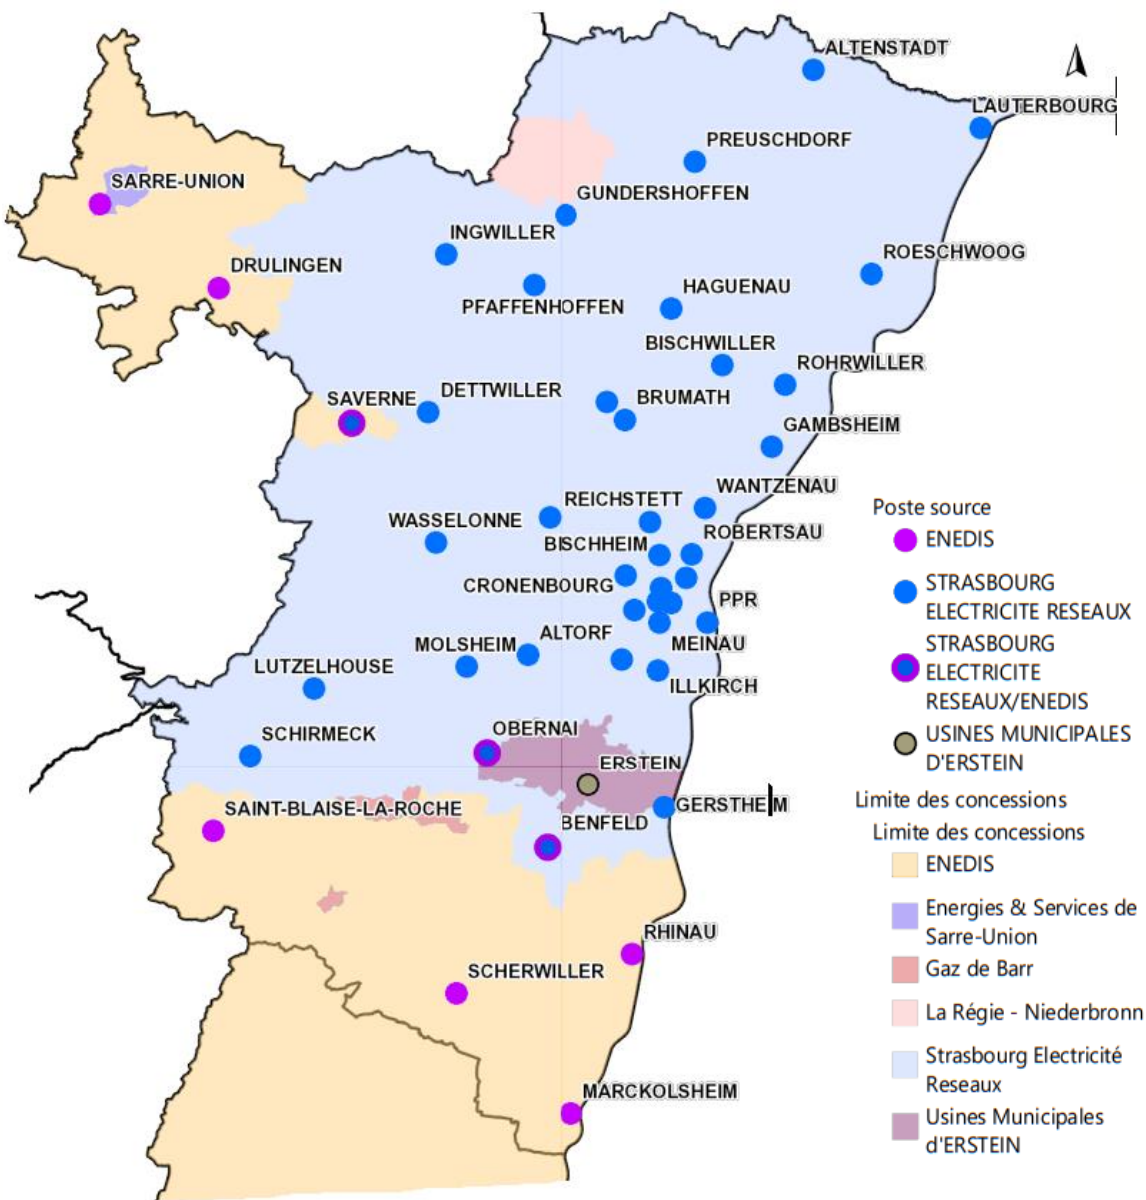 ALTENSTADT
LAUTERBOURG
PREUSCHDORF
SARRE-UNION
GUNDERSHOFFEN
INGWILLER
ROESCHWOOG
DRULINGEN
HAGUENAU
PFAFFENHOFFEN
BISCHWILLER
ROHRWILLER
DETTWILLER
SAVERNE
BRUMATH
GAMBSHEIM
WANTZENAU
REICHSTETT
WASSELONNE
ROBERTSAU
BISCHHEIM
CRONENBOURG
PPR
ALTORF
MOLSHEIM
MEINAU
LUTZELHOUSE
ILLKIRCH
OBERNAI
SCHIRMECK
ERSTEIN
GERSTHEIM
SAINT-BLAISE-LA-ROCHE
BENFELD
RHINAU
SCHERWILLER
MARCKOLSHEIM
Poste source
ENEDIS
STRASBOURG
ELECTRICITE RESEAUX
STRASBOURG
ELECTRICITE
RESEAUX/ENEDIS
USINES MUNICIPALES
D'ERSTEIN
Limite des concessions
Limite des concessions
ENEDIS
Energies & Services de
Sarre-Union
Gaz de Barr
La Régie - Niederbronn
Strasbourg Electricité
Reseaux
Usines Municipales
d'ERSTEIN